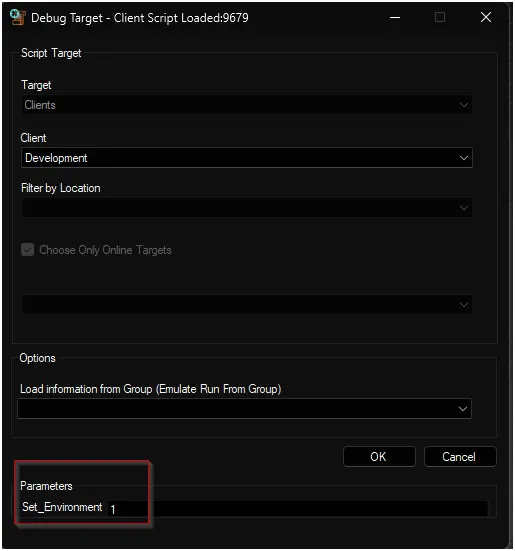 Debug Target - Client Script Loaded:9679
Script Target
Target
Clients
Client
Development
Filter by Location
Choose Only Online Targets
Options
Load information from Group (Emulate Run From Group)
OK Cancel
Parameters
Set_Environment 1